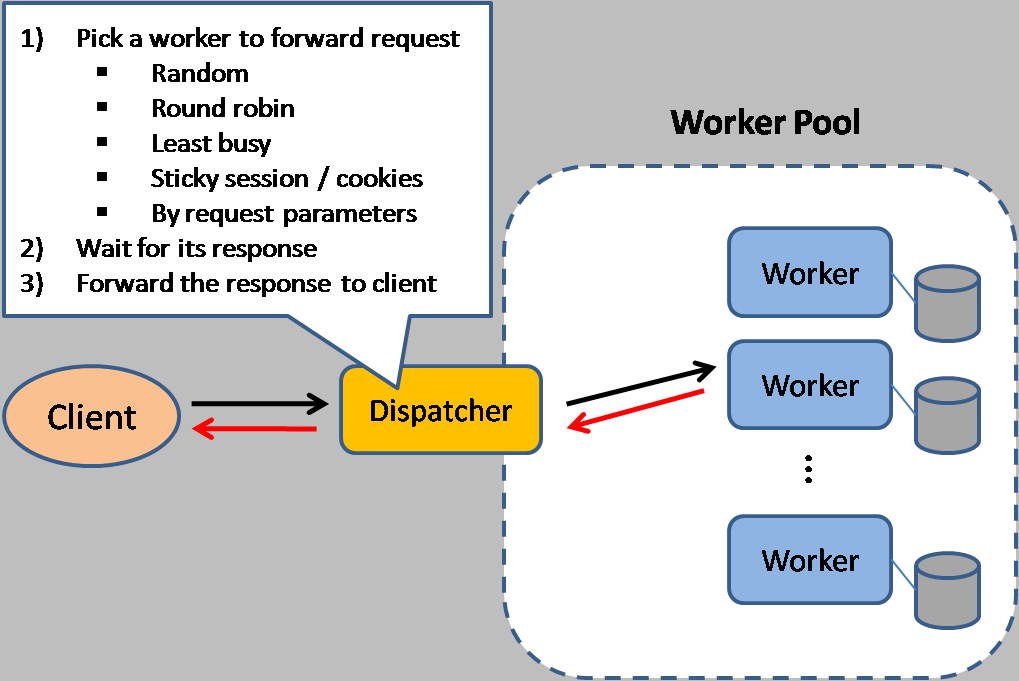 1) Pick a worker to forward request
▪ Random
▪ Round robin
▪ Least busy
▪ Sticky session / cookies
▪ By request parameters
2) Wait for its response
3) Forward the response to client
Worker Pool
Worker
Client
Dispatcher
Worker
Worker